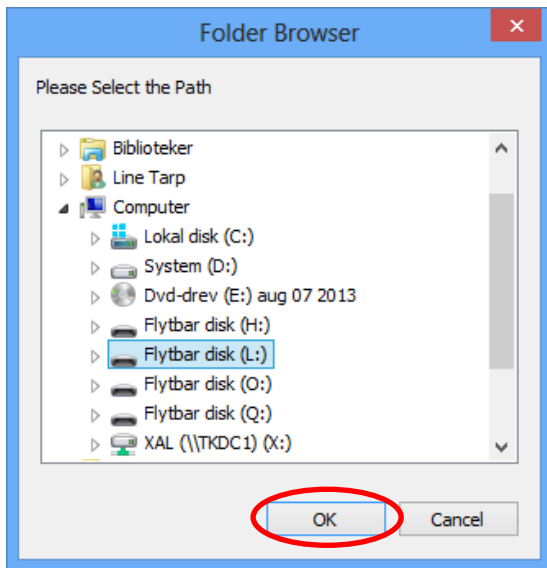 Folder Browser
Please Select the Path
Biblioteker
Line Tarp
Computer
Lokal disk (C:)
System (D:)
Dvd-drev (E:) aug 07 2013
Flytbar disk (H:)
Flytbar disk (L:)
Flytbar disk (O:)
Flytbar disk (Q:)
XAL (\\TKDC1) (X:)
OK Cancel